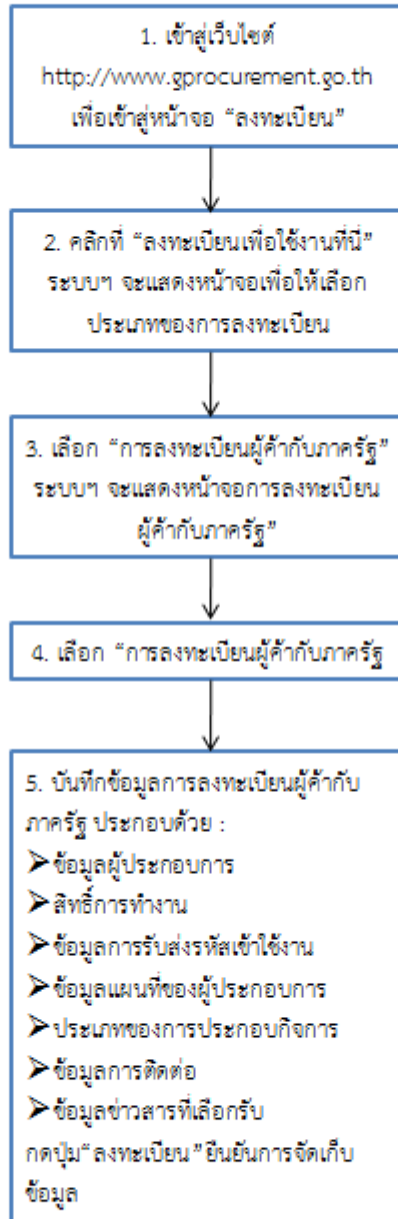 1. เข้าสู่เว็บไซต์
http://www.gprocurement.go.th
เพื่อเข้าสู่หน้าจอ “ลงทะเบียน”
2. คลิกที่ “ลงทะเบียนเพื่อใช้งานที่นี่”
ระบบฯ จะแสดงหน้าจอเพื่อให้เลือก
ประเภทของการลงทะเบียน
3. เลือก “การลงทะเบียนผู้ค้ากับภาครัฐ”
ระบบฯ จะแสดงหน้าจอการลงทะเบียน
ผู้ค้ากับภาครัฐ”
4. เลือก “การลงทะเบียนผู้ค้ากับภาครัฐ
5. บันทึกข้อมูลการลงทะเบียนผู้ค้ากับ
ภาครัฐ ประกอบด้วย :
➤ข้อมูลผู้ประกอบการ
➤สิทธิ์การทำงาน
➤ข้อมูลการรับส่งรหัสเข้าใช้งาน
➤ข้อมูลแผนที่ของผู้ประกอบการ
➤ประเภทของการประกอบกิจการ
➤ข้อมูลการติดต่อ
➤ข้อมูลข่าวสารที่เลือกรับ
กดปุ่ม“ลงทะเบียน”ยืนยันการจัดเก็บ
ข้อมูล